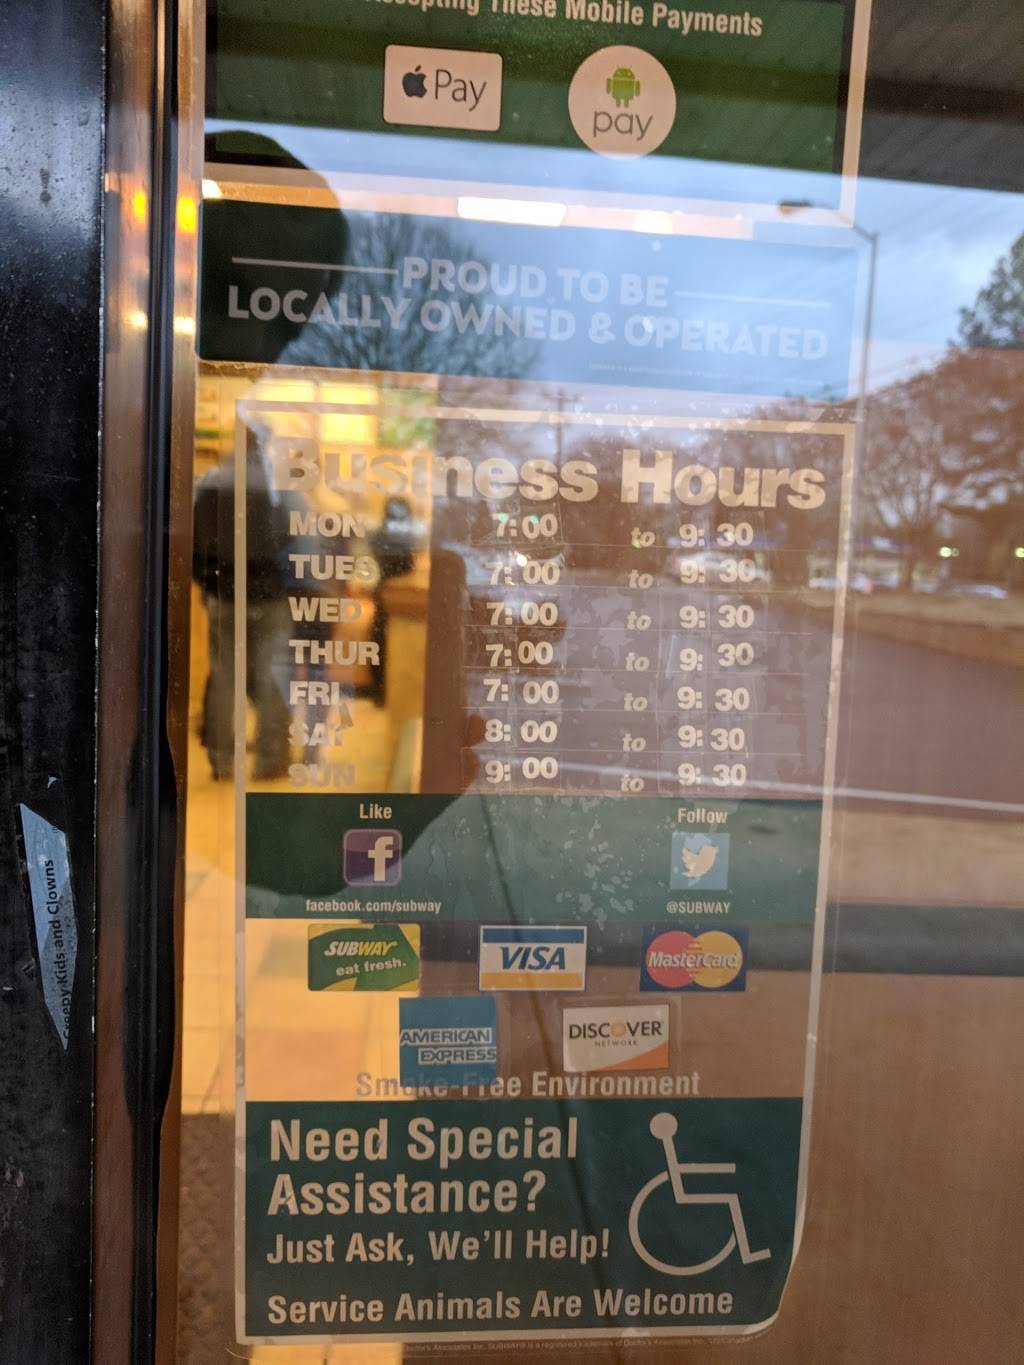 These Mobile Payments
Pay
pay
PROUD TO BE
LOCALLY OWNED & OPERATED
Business Hours
MON 7:00 to 9:30
TUES 7:00 to 9:30
WED 7:00 to 9:30
THUR 7:00 to 9:30
FRI 7:00 to 9:30
SAT 8:00 to 9:30
SUN 9:00 to 9:30
Like
Follow
f
facebook.com/subway
@SUBWAY
SUBWAY
eat fresh.
VISA
MasterCard
AMERICAN
EXPRESS
DISCOVER
NETWORK
Smoke-Free Environment
Need Special
Assistance?
Just Ask, We'll Help!
Service Animals Are Welcome
Creepy Kids and Clowns